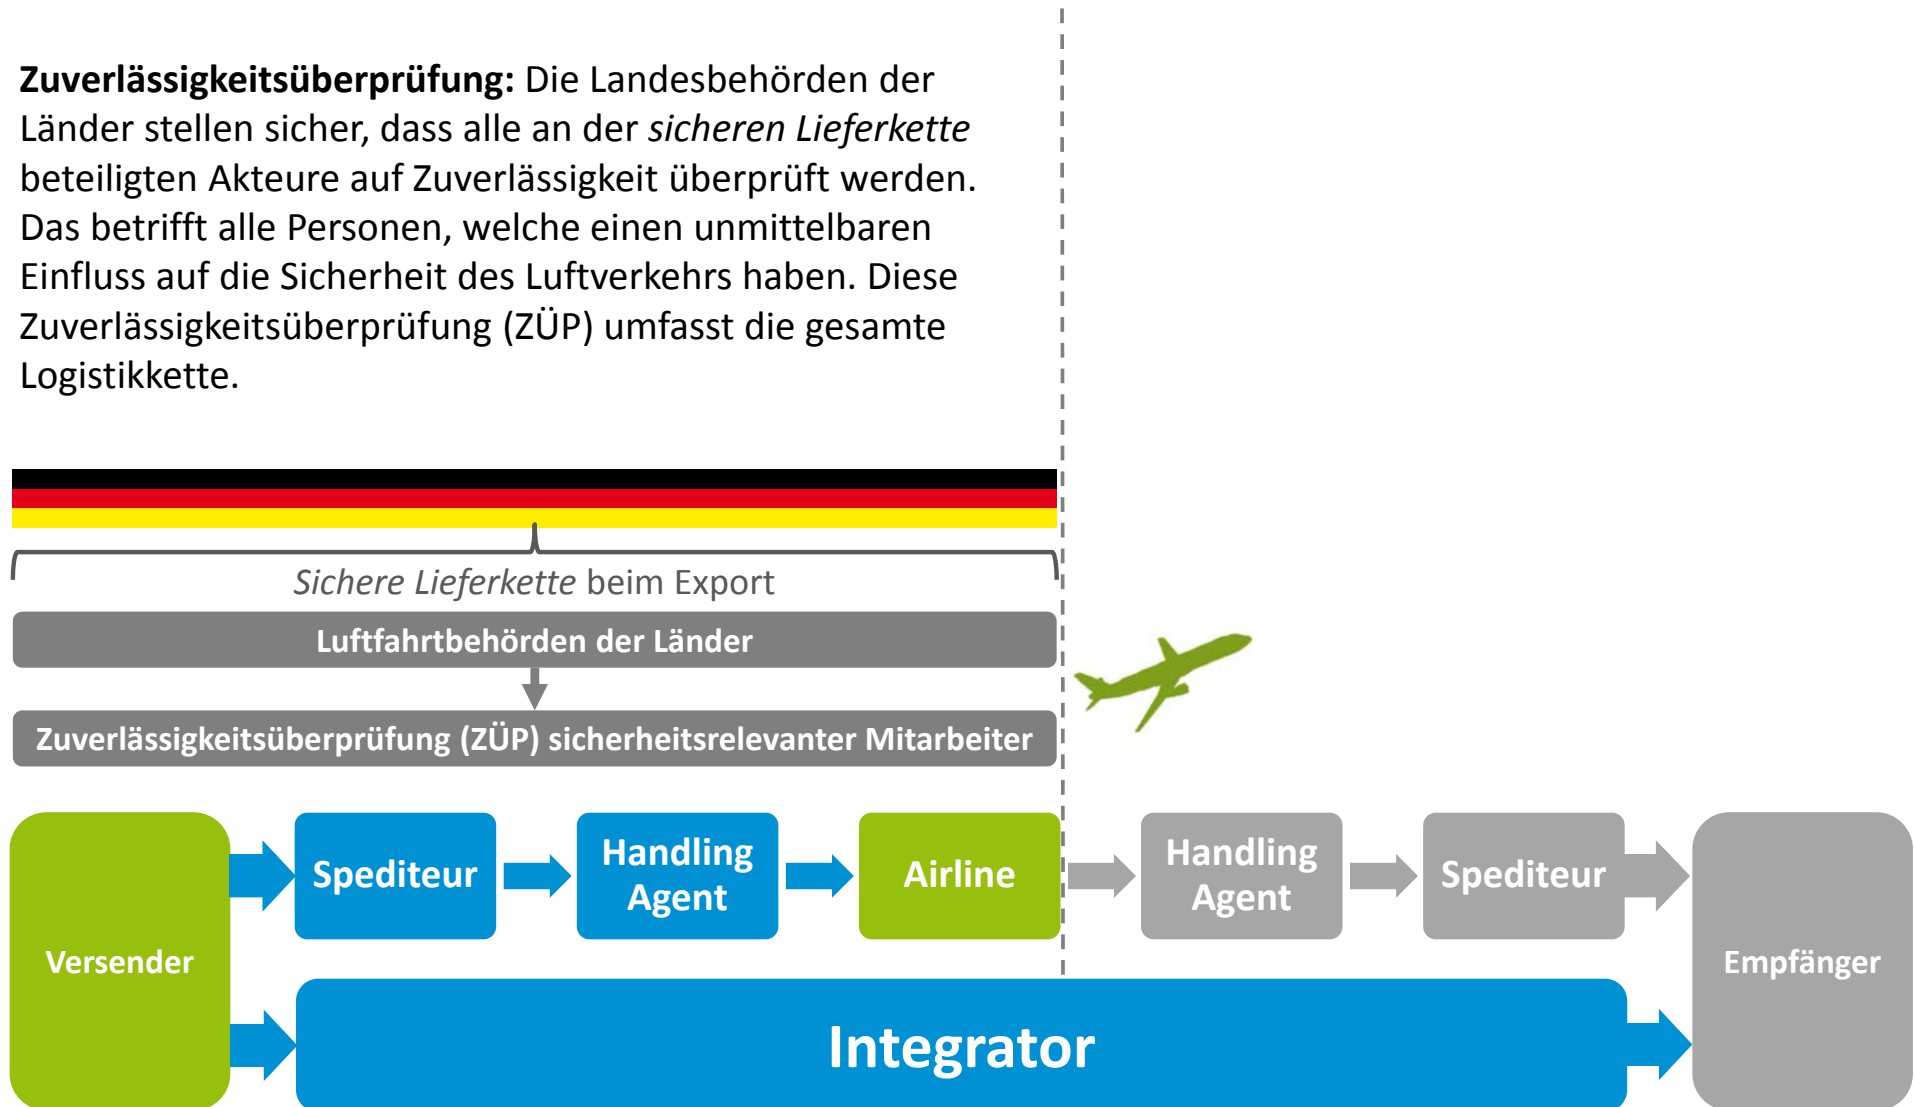 Zuverlässigkeitsüberprüfung: Die Landesbehörden der
Länder stellen sicher, dass alle an der sicheren Lieferkette
beteiligten Akteure auf Zuverlässigkeit überprüft werden.
Das betrifft alle Personen, welche einen unmittelbaren
Einfluss auf die Sicherheit des Luftverkehrs haben. Diese
Zuverlässigkeitsüberprüfung (ZÜP) umfasst die gesamte
Logistikkette.
Sichere Lieferkette beim Export
Luftfahrtbehörden der Länder
Zuverlässigkeitsüberprüfung (ZÜP) sicherheitsrelevanter Mitarbeiter
Versender
Spediteur
Handling
Agent
Airline
Handling
Agent
Spediteur
Empfänger
Integrator